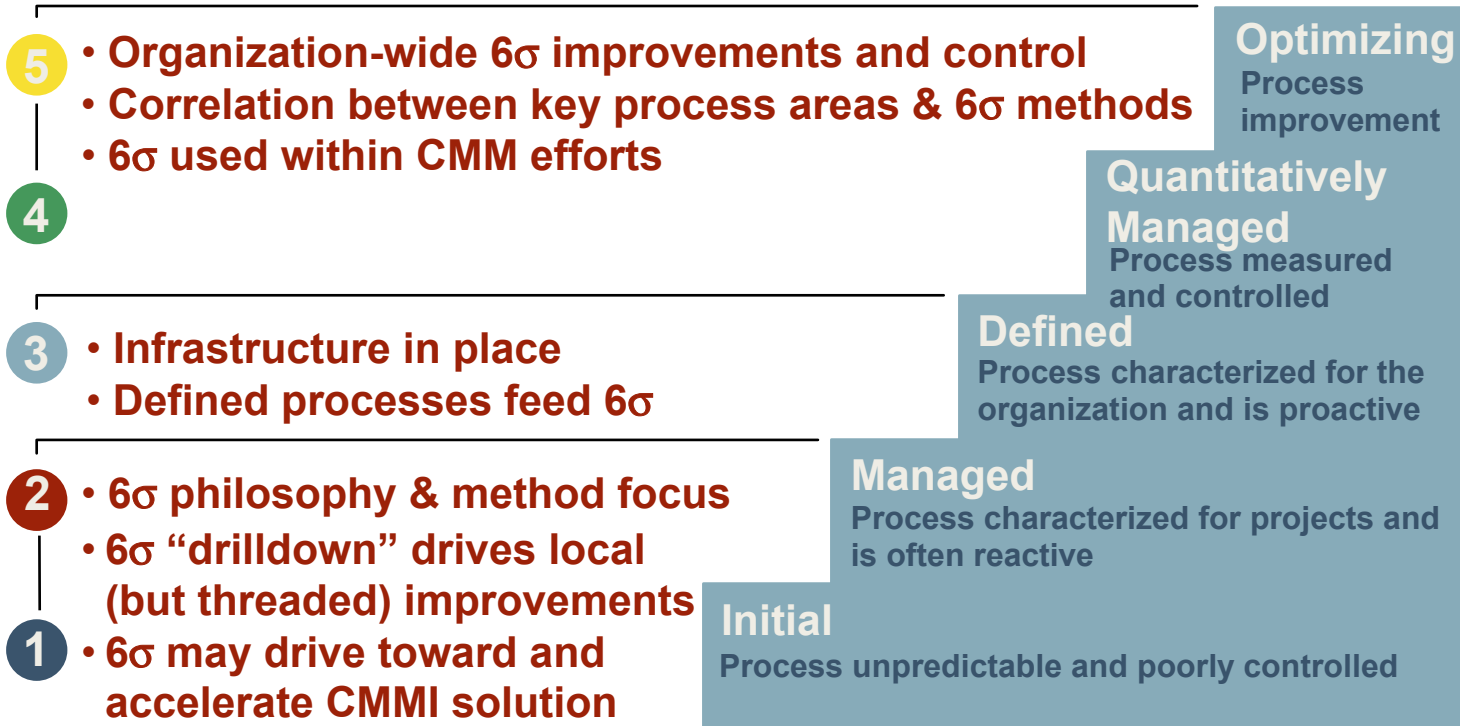 5
• Organization-wide 6σ improvements and control
• Correlation between key process areas & 6σ methods
• 6σ used within CMM efforts
4
Optimizing
Process
improvement
Quantitatively
Managed
Process measured
and controlled
3
• Infrastructure in place
• Defined processes feed 6σ
Defined
Process characterized for the
organization and is proactive
2
• 6σ philosophy & method focus
• 6σ “drilldown” drives local
(but threaded) improvements
1
• 6σ may drive toward and
accelerate CMMI solution
Managed
Process characterized for projects and
is often reactive
Initial
Process unpredictable and poorly controlled